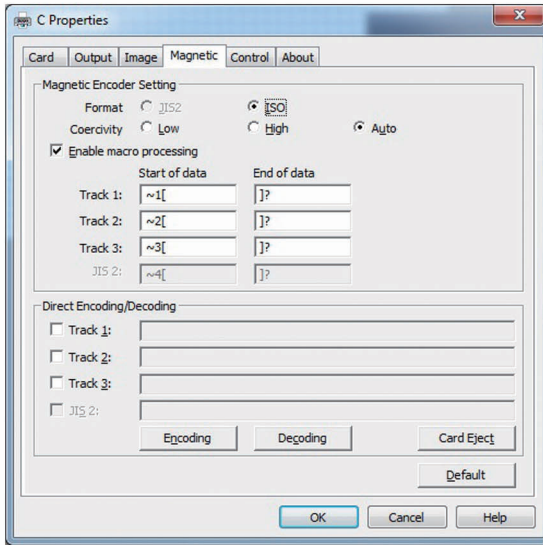 C Properties
Card Output Image Magnetic Control About
Magnetic Encoder Setting
Format JIS2 ISO
Coercivity Low High Auto
Enable macro processing
Start of data End of data
Track 1: ~1[ ]?
Track 2: ~2[ ]?
Track 3: ~3[ ]?
JIS 2: ~4[ ]?
Direct Encoding/Decoding
Track 1:
Track 2:
Track 3:
JIS 2:
Encoding Decoding Card Eject
Default
OK Cancel Help